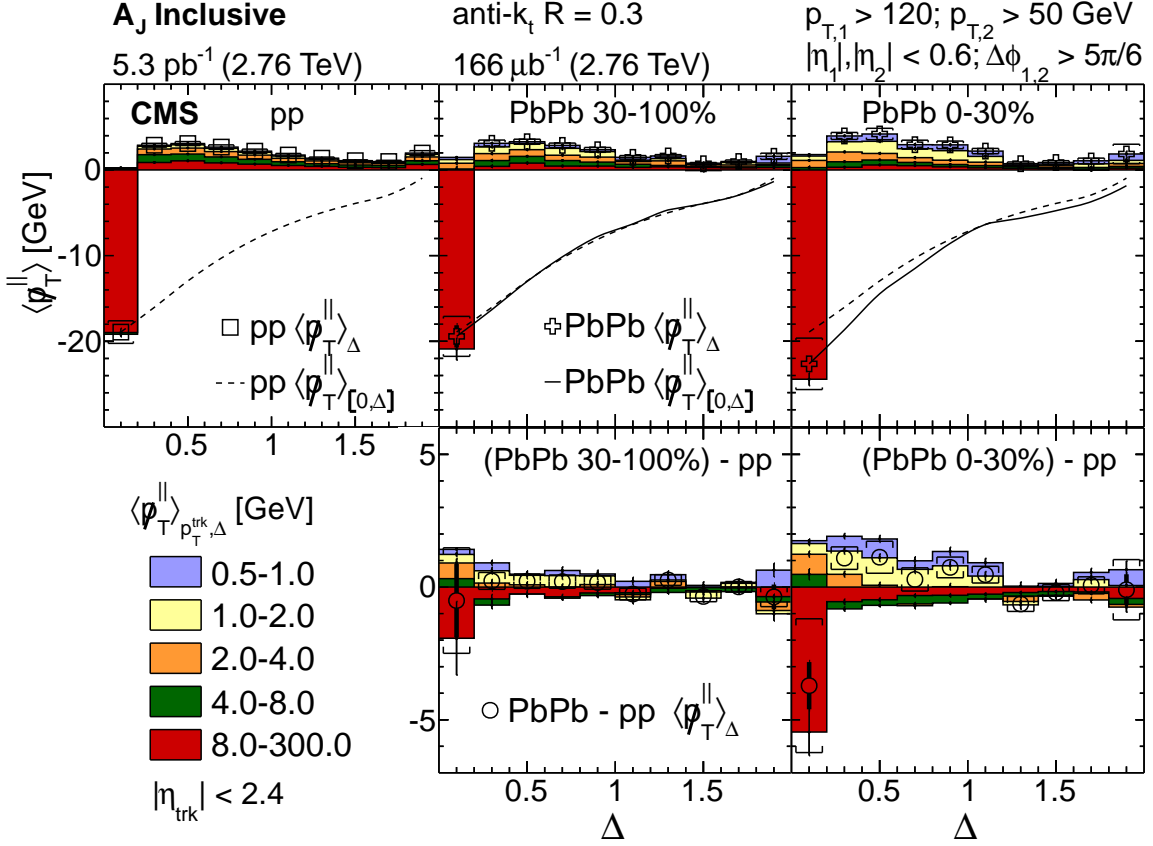 A_J Inclusive
anti-k_t R = 0.3
p_T,1 > 120; p_T,2 > 50 GeV
5.3 pb⁻¹ (2.76 TeV)
166 μb⁻¹ (2.76 TeV)
|η_1|,|η_2| < 0.6; Δϕ_1,2 > 5π/6
CMS pp
PbPb 30-100%
PbPb 0-30%
0
-10
-20
⟨p̸_T^||⟩ [GeV]
pp ⟨p̸_T^||⟩_Δ
pp ⟨p̸_T^||⟩_[0,Δ]
PbPb ⟨p̸_T^||⟩_Δ
PbPb ⟨p̸_T^||⟩_[0,Δ]
0.5 1 1.5
(PbPb 30-100%) - pp
(PbPb 0-30%) - pp
5
0
-5
PbPb - pp ⟨p̸_T^||⟩_Δ
⟨p̸_T^||⟩_p_T^trk,Δ [GeV]
0.5-1.0
1.0-2.0
2.0-4.0
4.0-8.0
8.0-300.0
|η_trk| < 2.4
0.5 1 1.5
0.5 1 1.5 2
Δ
Δ